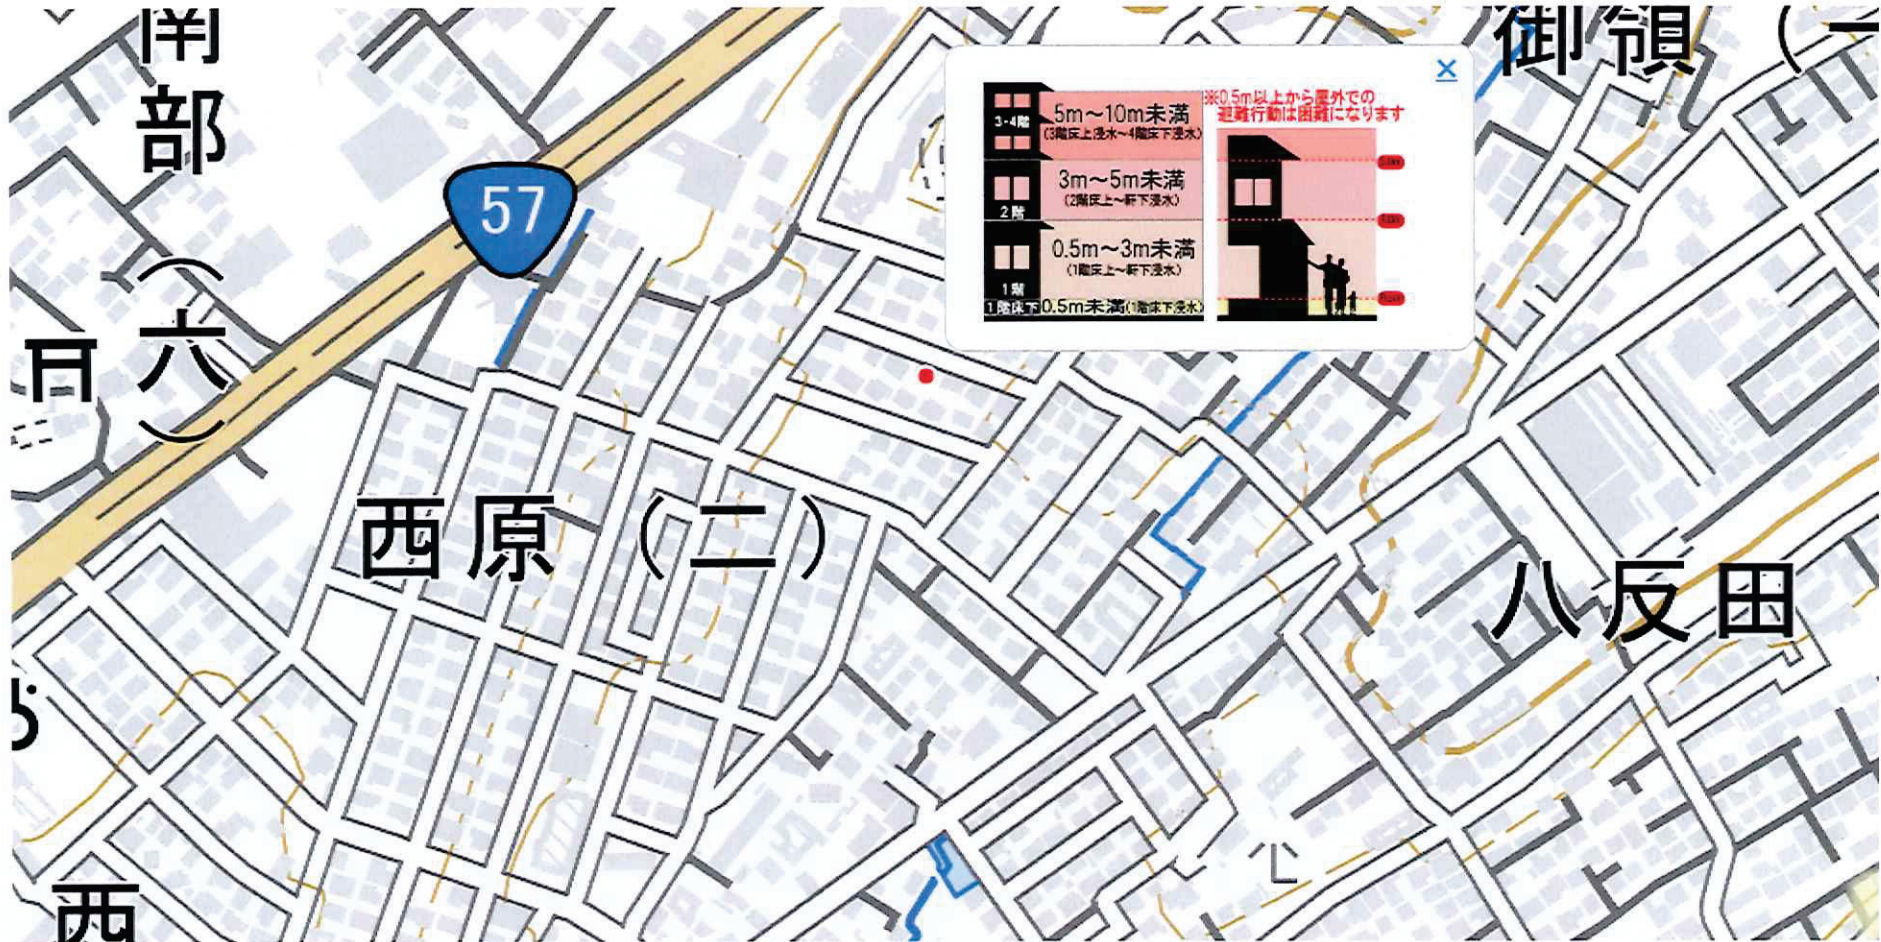 南部(六)
57
御領(一
×
3-4階
5m~10m未満
(3階床上浸水~4階床下浸水)
2階
3m~5m未満
(2階床上~軒下浸水)
1階
0.5m~3m未満
(1階床上~軒下浸水)
1階床下
0.5m未満(1階床下浸水)
※0.5m以上から屋外での
避難行動は困難になります
西原(二)
八反田
西